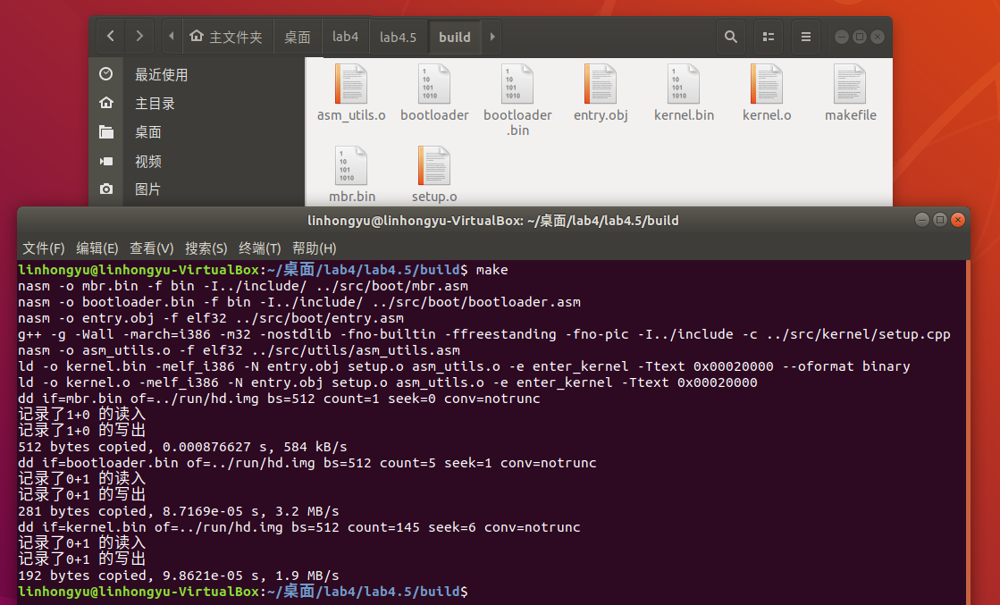 主文件夹 桌面 lab4 lab4.5 build
最近使用
主目录
桌面
视频
图片
asm_utils.o bootloader bootloader.bin entry.obj kernel.bin kernel.o makefile
mbr.bin setup.o
linhongyu@linhongyu-VirtualBox: ~/桌面/lab4/lab4.5/build
文件(F) 编辑(E) 查看(V) 搜索(S) 终端(T) 帮助(H)
linhongyu@linhongyu-VirtualBox:~/桌面/lab4/lab4.5/build$ make
nasm -o mbr.bin -f bin -I../include/ ../src/boot/mbr.asm
nasm -o bootloader.bin -f bin -I../include/ ../src/boot/bootloader.asm
nasm -o entry.obj -f elf32 ../src/boot/entry.asm
g++ -g -Wall -march=i386 -m32 -nostdlib -fno-builtin -ffreestanding -fno-pic -I../include -c ../src/kernel/setup.cpp
nasm -o asm_utils.o -f elf32 ../src/utils/asm_utils.asm
ld -o kernel.bin -melf_i386 -N entry.obj setup.o asm_utils.o -e enter_kernel -Ttext 0x00020000 --oformat binary
ld -o kernel.o -melf_i386 -N entry.obj setup.o asm_utils.o -e enter_kernel -Ttext 0x00020000
dd if=mbr.bin of=../run/hd.img bs=512 count=1 seek=0 conv=notrunc
记录了1+0 的读入
记录了1+0 的写出
512 bytes copied, 0.000876627 s, 584 kB/s
dd if=bootloader.bin of=../run/hd.img bs=512 count=5 seek=1 conv=notrunc
记录了0+1 的读入
记录了0+1 的写出
281 bytes copied, 8.7169e-05 s, 3.2 MB/s
dd if=kernel.bin of=../run/hd.img bs=512 count=145 seek=6 conv=notrunc
记录了0+1 的读入
记录了0+1 的写出
192 bytes copied, 9.8621e-05 s, 1.9 MB/s
linhongyu@linhongyu-VirtualBox:~/桌面/lab4/lab4.5/build$